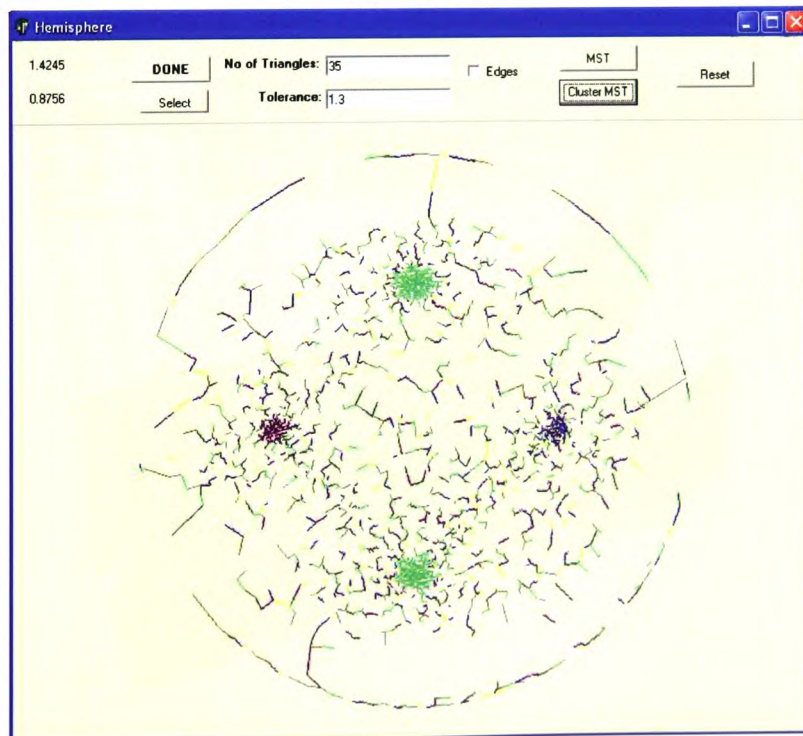 Hemisphere
1.4245
DONE
No of Triangles: 35
Edges
MST
Reset
0.8756
Select
Tolerance: 1.3
Cluster MST